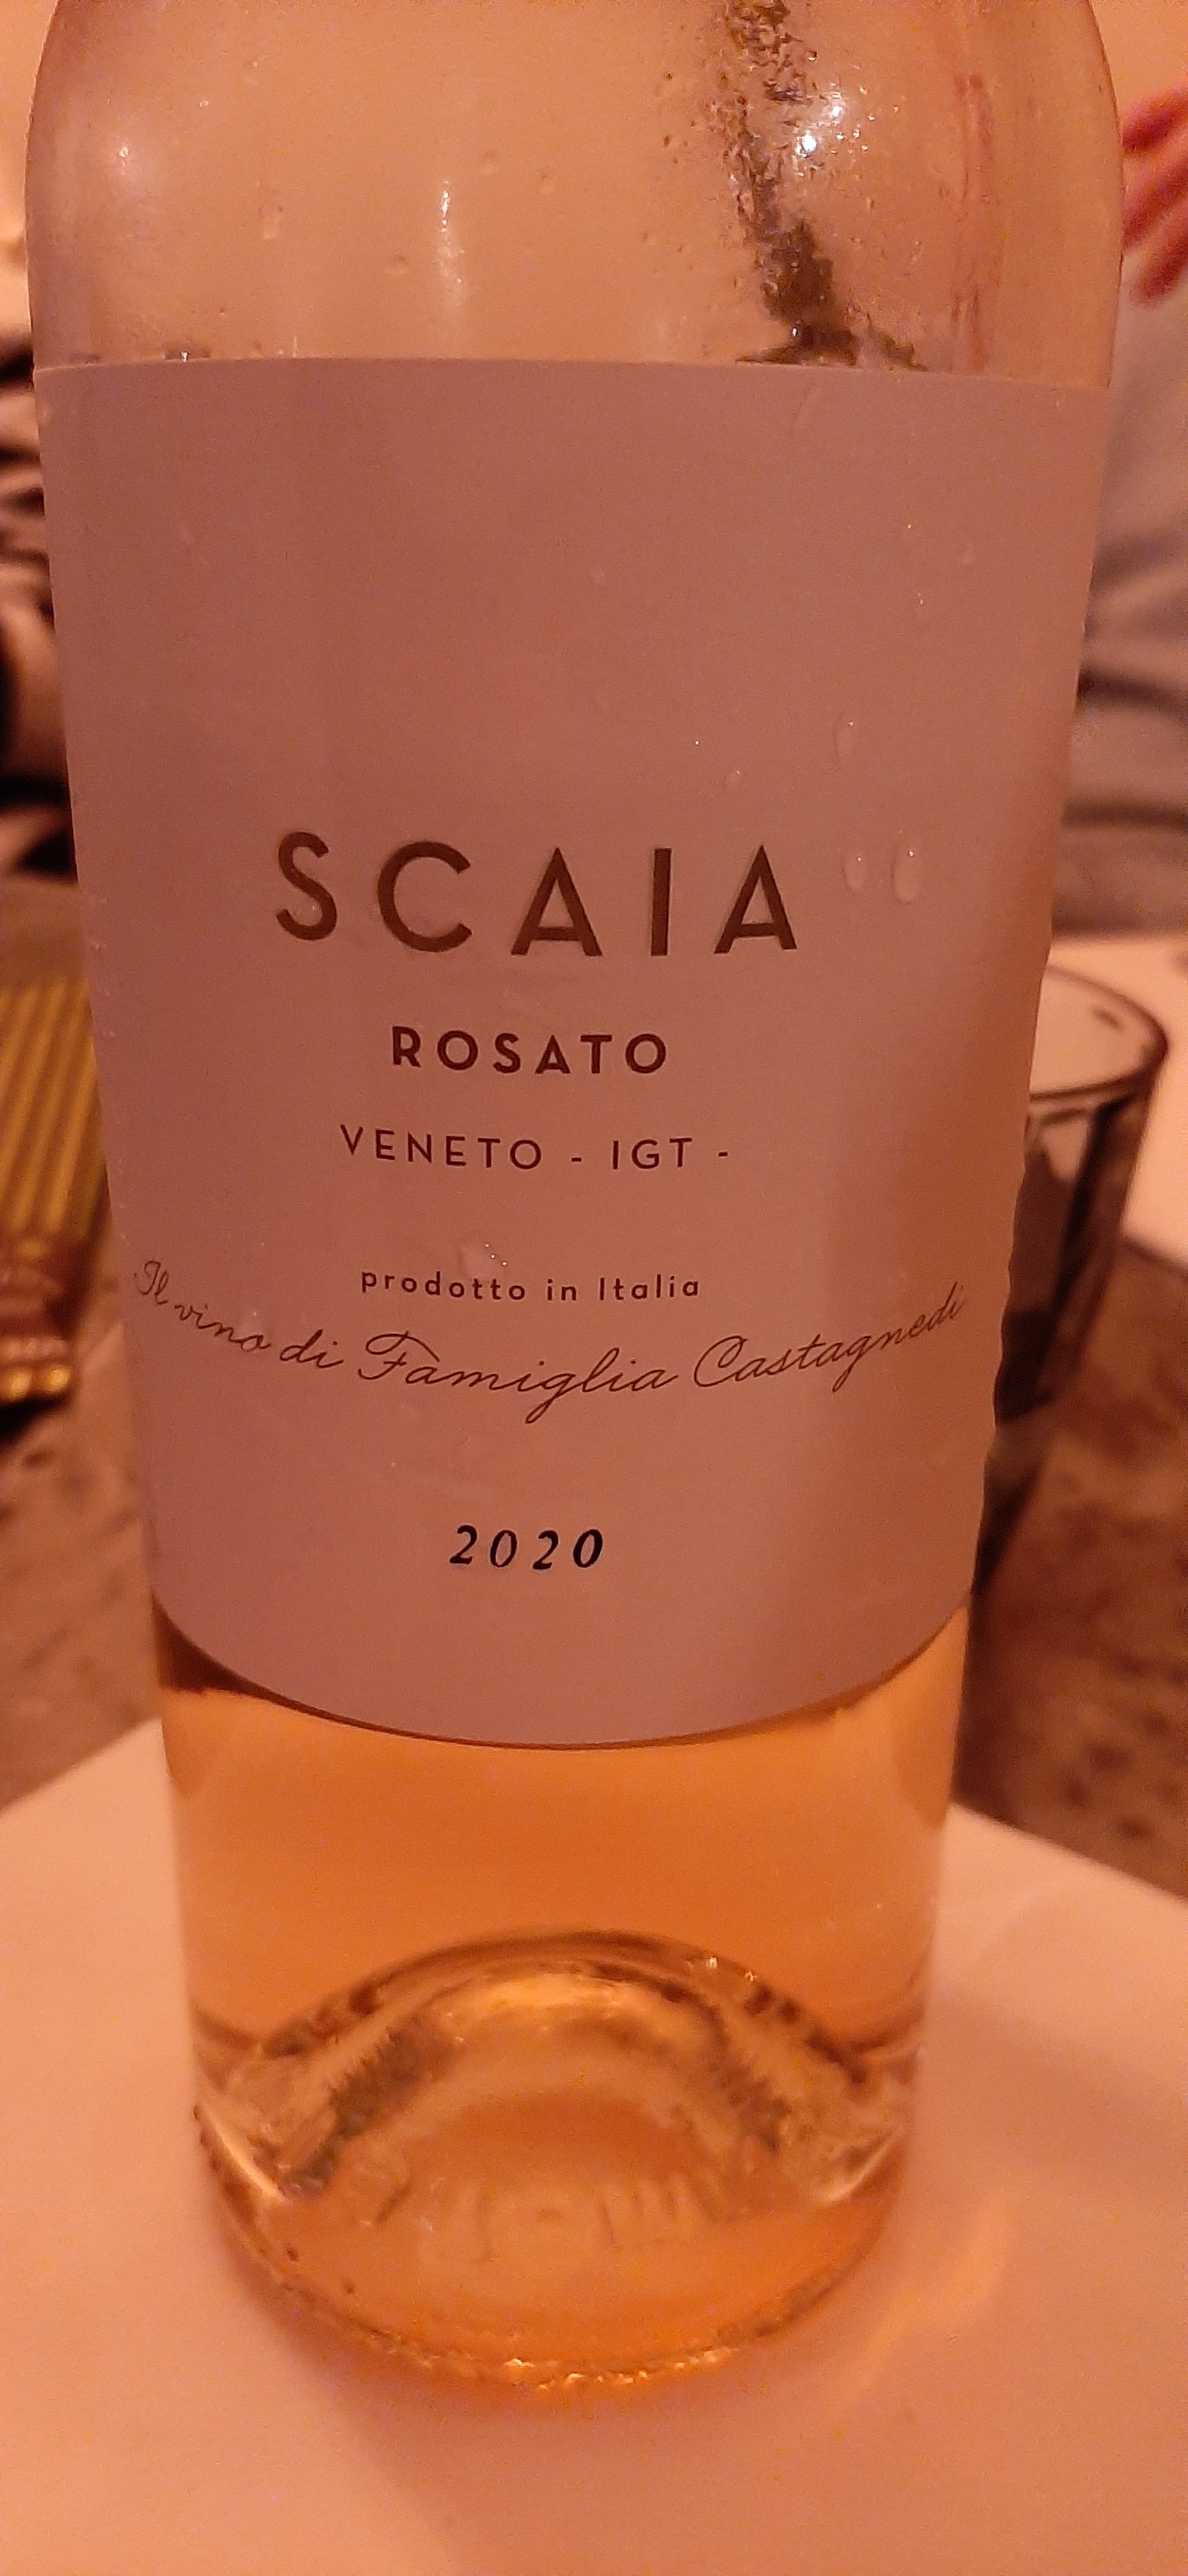 SCAIA
ROSATO
VENETO - IGT -
prodotto in Italia
Il vino di Famiglia Castagnedi
2020